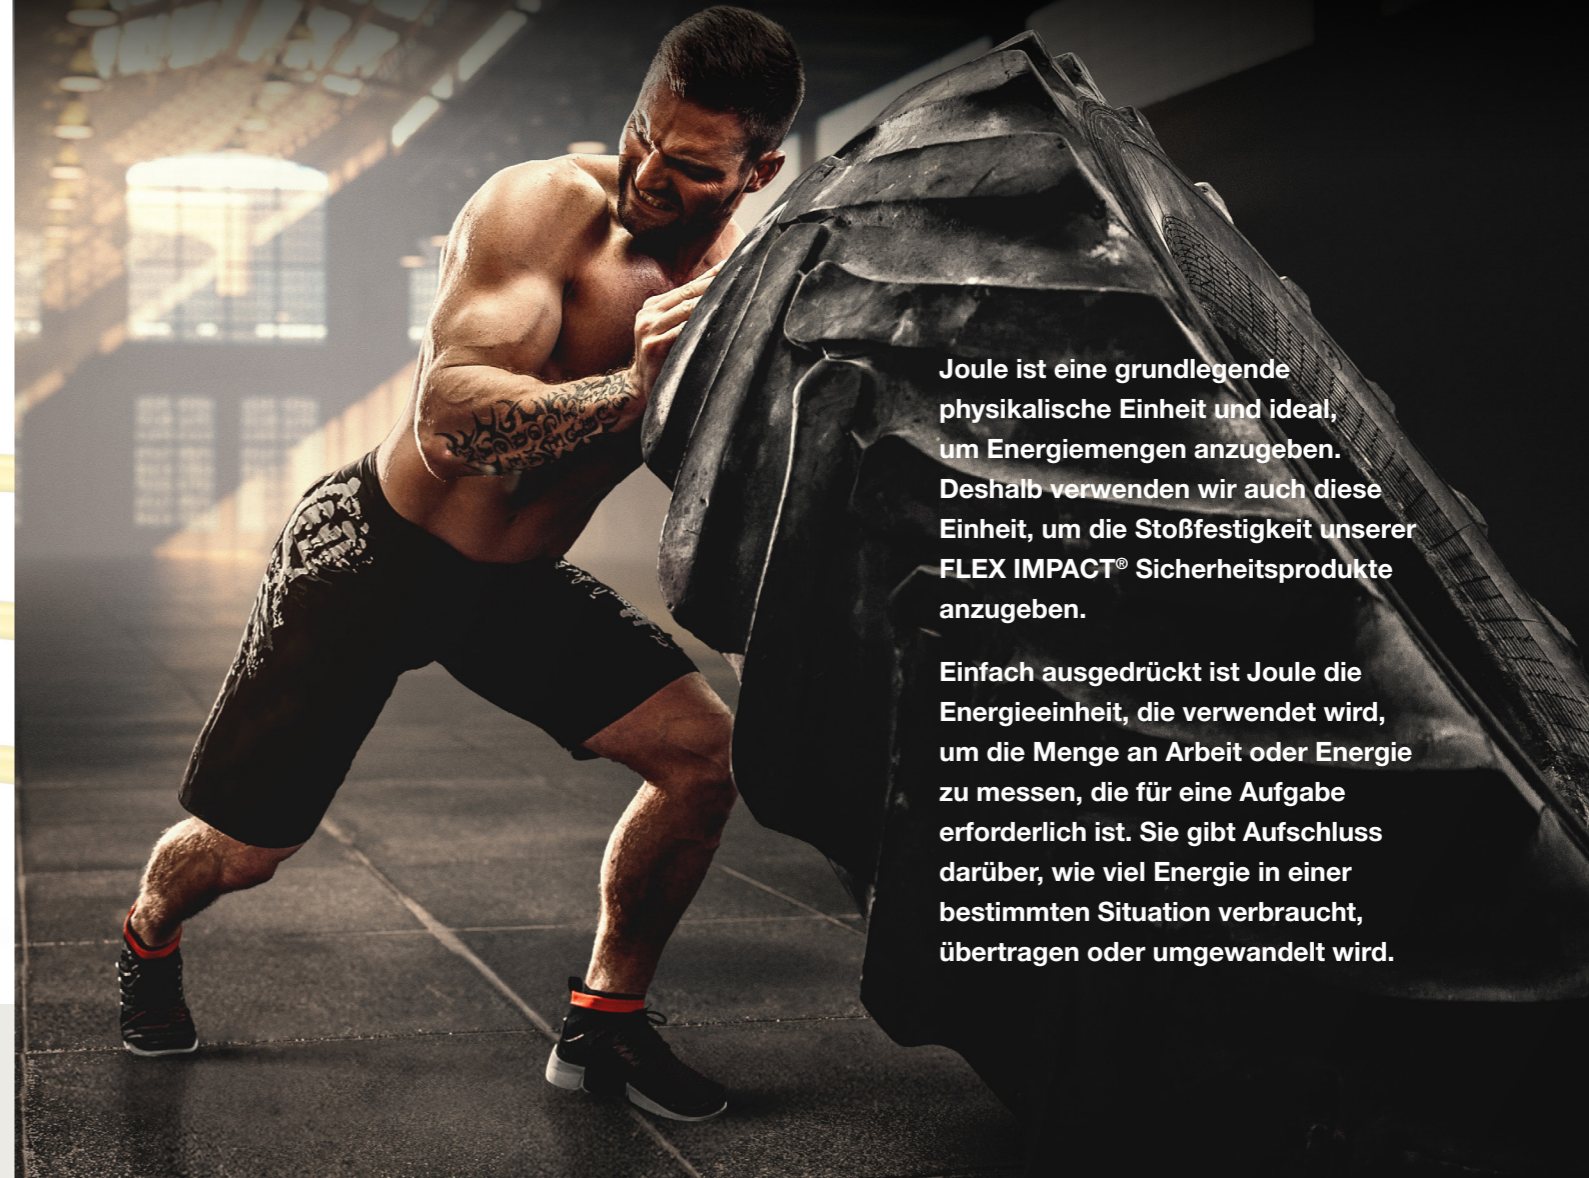 Joule ist eine grundlegende
physikalische Einheit und ideal,
um Energiemengen anzugeben.
Deshalb verwenden wir auch diese
Einheit, um die Stoßfestigkeit unserer
FLEX IMPACT® Sicherheitsprodukte
anzugeben.
Einfach ausgedrückt ist Joule die
Energieeinheit, die verwendet wird,
um die Menge an Arbeit oder Energie
zu messen, die für eine Aufgabe
erforderlich ist. Sie gibt Aufschluss
darüber, wie viel Energie in einer
bestimmten Situation verbraucht,
übertragen oder umgewandelt wird.